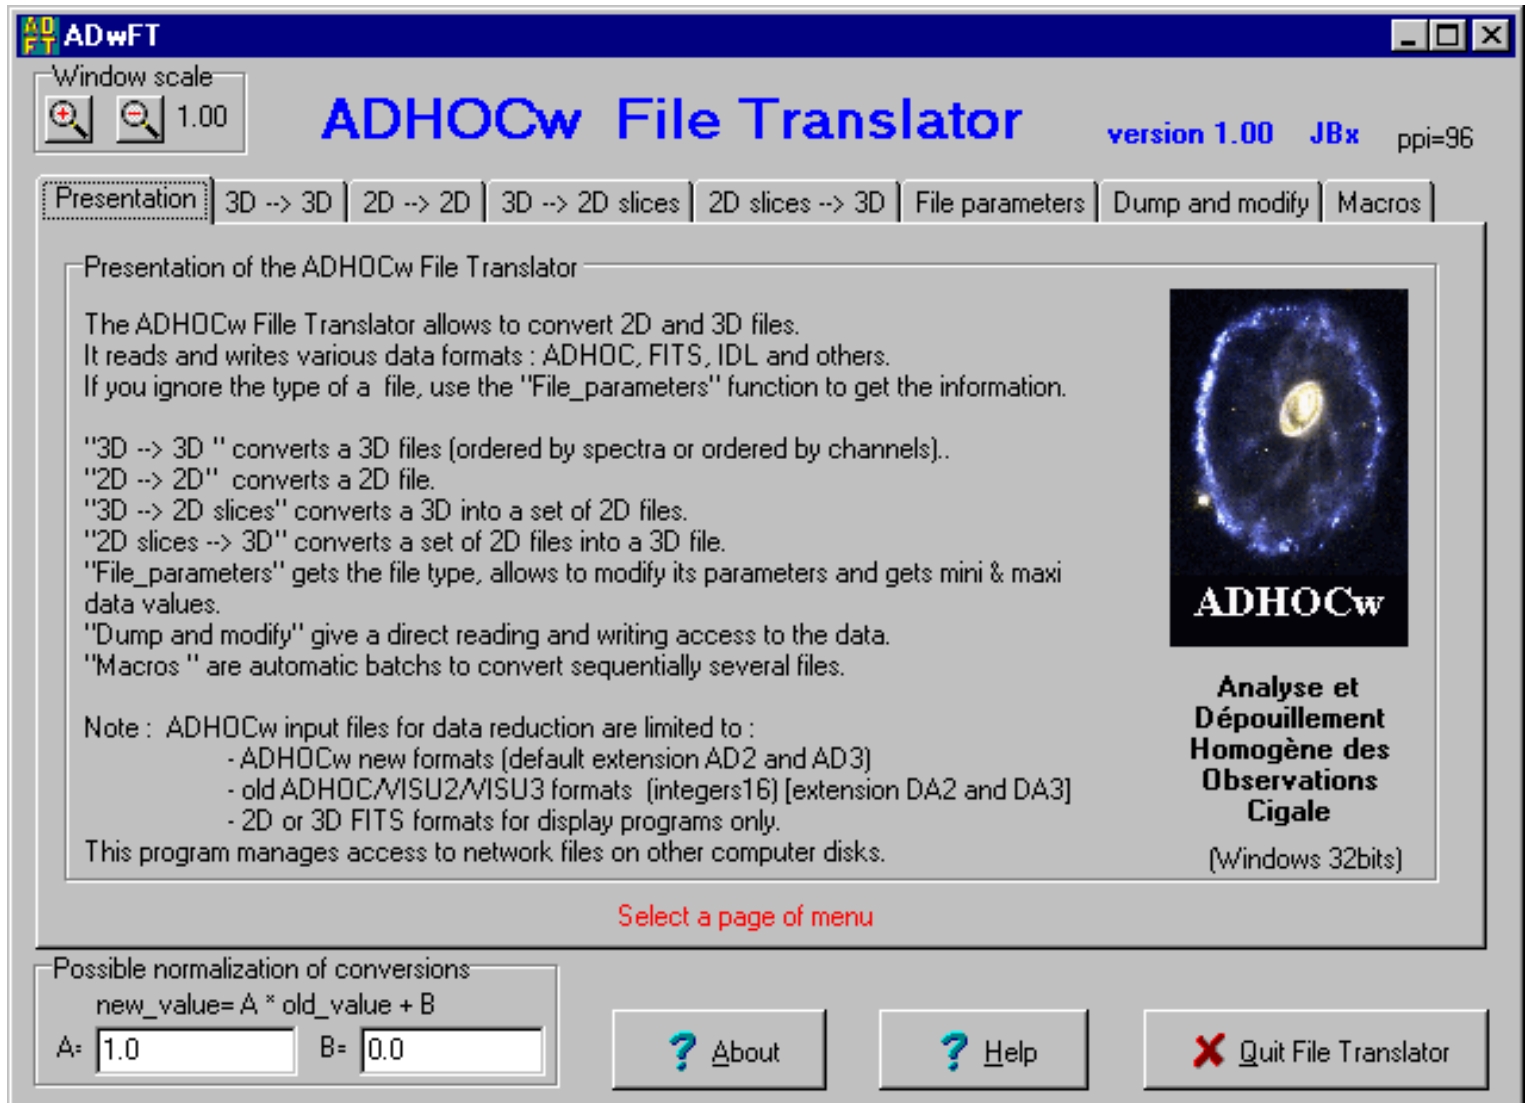 AD
FT
ADwFT
Window scale
1.00
ADHOCw File Translator
version 1.00 JBx ppi=96
Presentation 3D --> 3D 2D --> 2D 3D --> 2D slices 2D slices --> 3D File parameters Dump and modify Macros
Presentation of the ADHOCw File Translator
The ADHOCw Fille Translator allows to convert 2D and 3D files.
It reads and writes various data formats : ADHOC, FITS, IDL and others.
If you ignore the type of a file, use the "File_parameters" function to get the information.
"3D --> 3D " converts a 3D files (ordered by spectra or ordered by channels)..
"2D --> 2D" converts a 2D file.
"3D --> 2D slices" converts a 3D into a set of 2D files.
"2D slices --> 3D" converts a set of 2D files into a 3D file.
"File_parameters" gets the file type, allows to modify its parameters and gets mini & maxi
data values.
"Dump and modify" give a direct reading and writing access to the data.
"Macros " are automatic batchs to convert sequentially several files.
Note : ADHOCw input files for data reduction are limited to :
- ADHOCw new formats (default extension AD2 and AD3)
- old ADHOC/VISU2/VISU3 formats (integers16) [extension DA2 and DA3]
- 2D or 3D FITS formats for display programs only.
This program manages access to network files on other computer disks.
ADHOCw
Analyse et
Dépouillement
Homogène des
Observations
Cigale
(Windows 32bits)
Select a page of menu
Possible normalization of conversions
new_value= A * old_value + B
A= 1.0 B= 0.0
? About
? Help
Quit File Translator